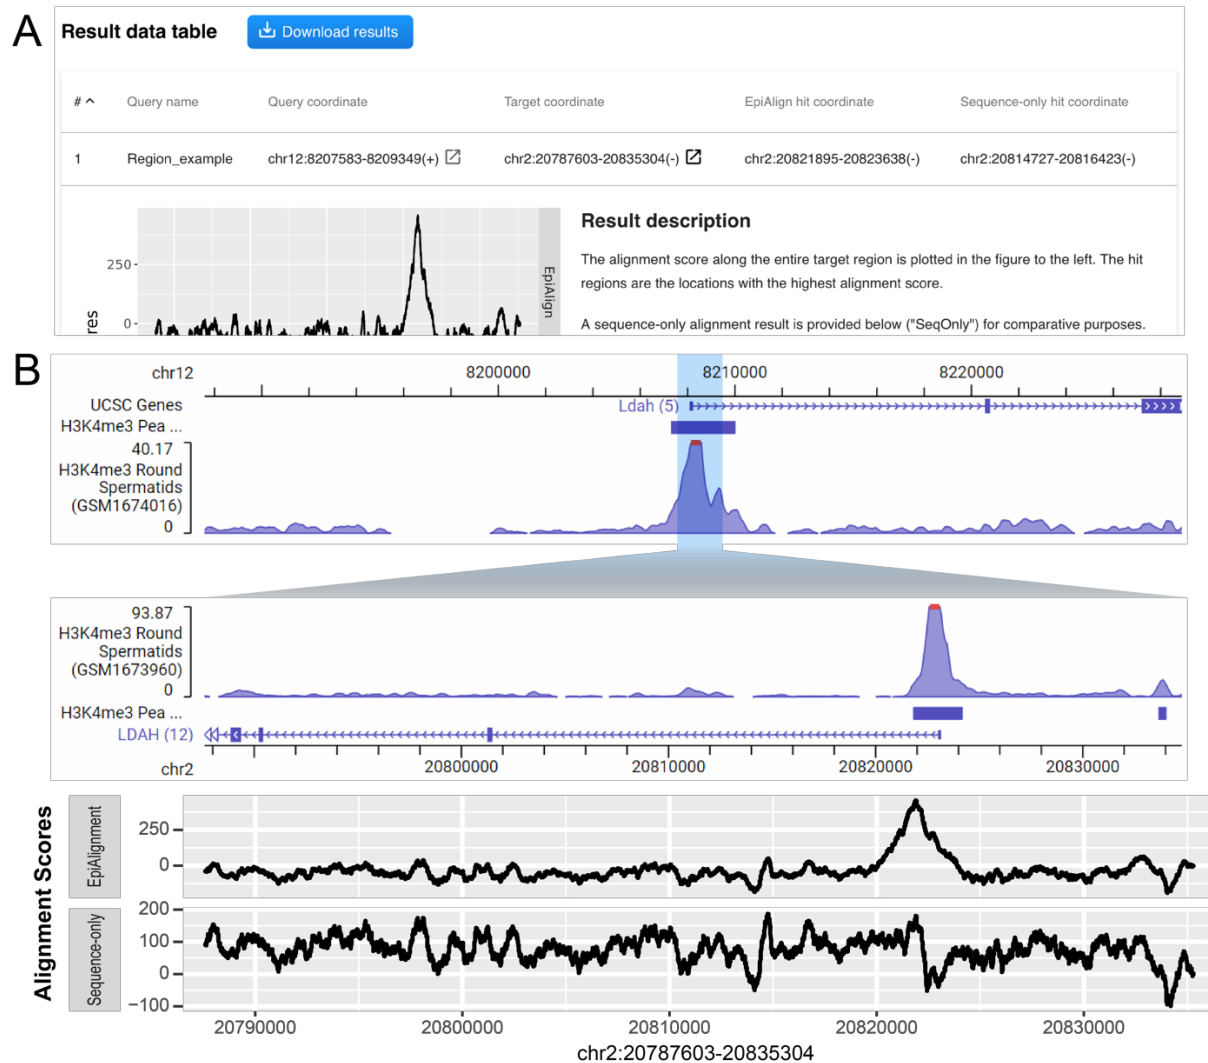 A
Result data table
Download results
# Query name Query coordinate Target coordinate EpiAlign hit coordinate Sequence-only hit coordinate
1 Region_example chr12:8207583-8209349(+) chr2:20787603-20835304(-) chr2:20821895-20823638(-) chr2:20814727-20816423(-)
250
0
res
EpiAlign
Result description
The alignment score along the entire target region is plotted in the figure to the left. The hit
regions are the locations with the highest alignment score.
A sequence-only alignment result is provided below ("SeqOnly") for comparative purposes.
B
chr12 8200000 8210000 8220000
UCSC Genes
Ldah (5)
H3K4me3 Pea ...
40.17
H3K4me3 Round
Spermatids
(GSM1674016)
0
93.87
H3K4me3 Round
Spermatids
(GSM1673960)
0
H3K4me3 Pea ...
LDAH (12)
chr2 20800000 20810000 20820000 20830000
Alignment Scores
EpiAlignment
250
0
Sequence-only
200
100
0
−100
20790000 20800000 20810000 20820000 20830000
chr2:20787603-20835304